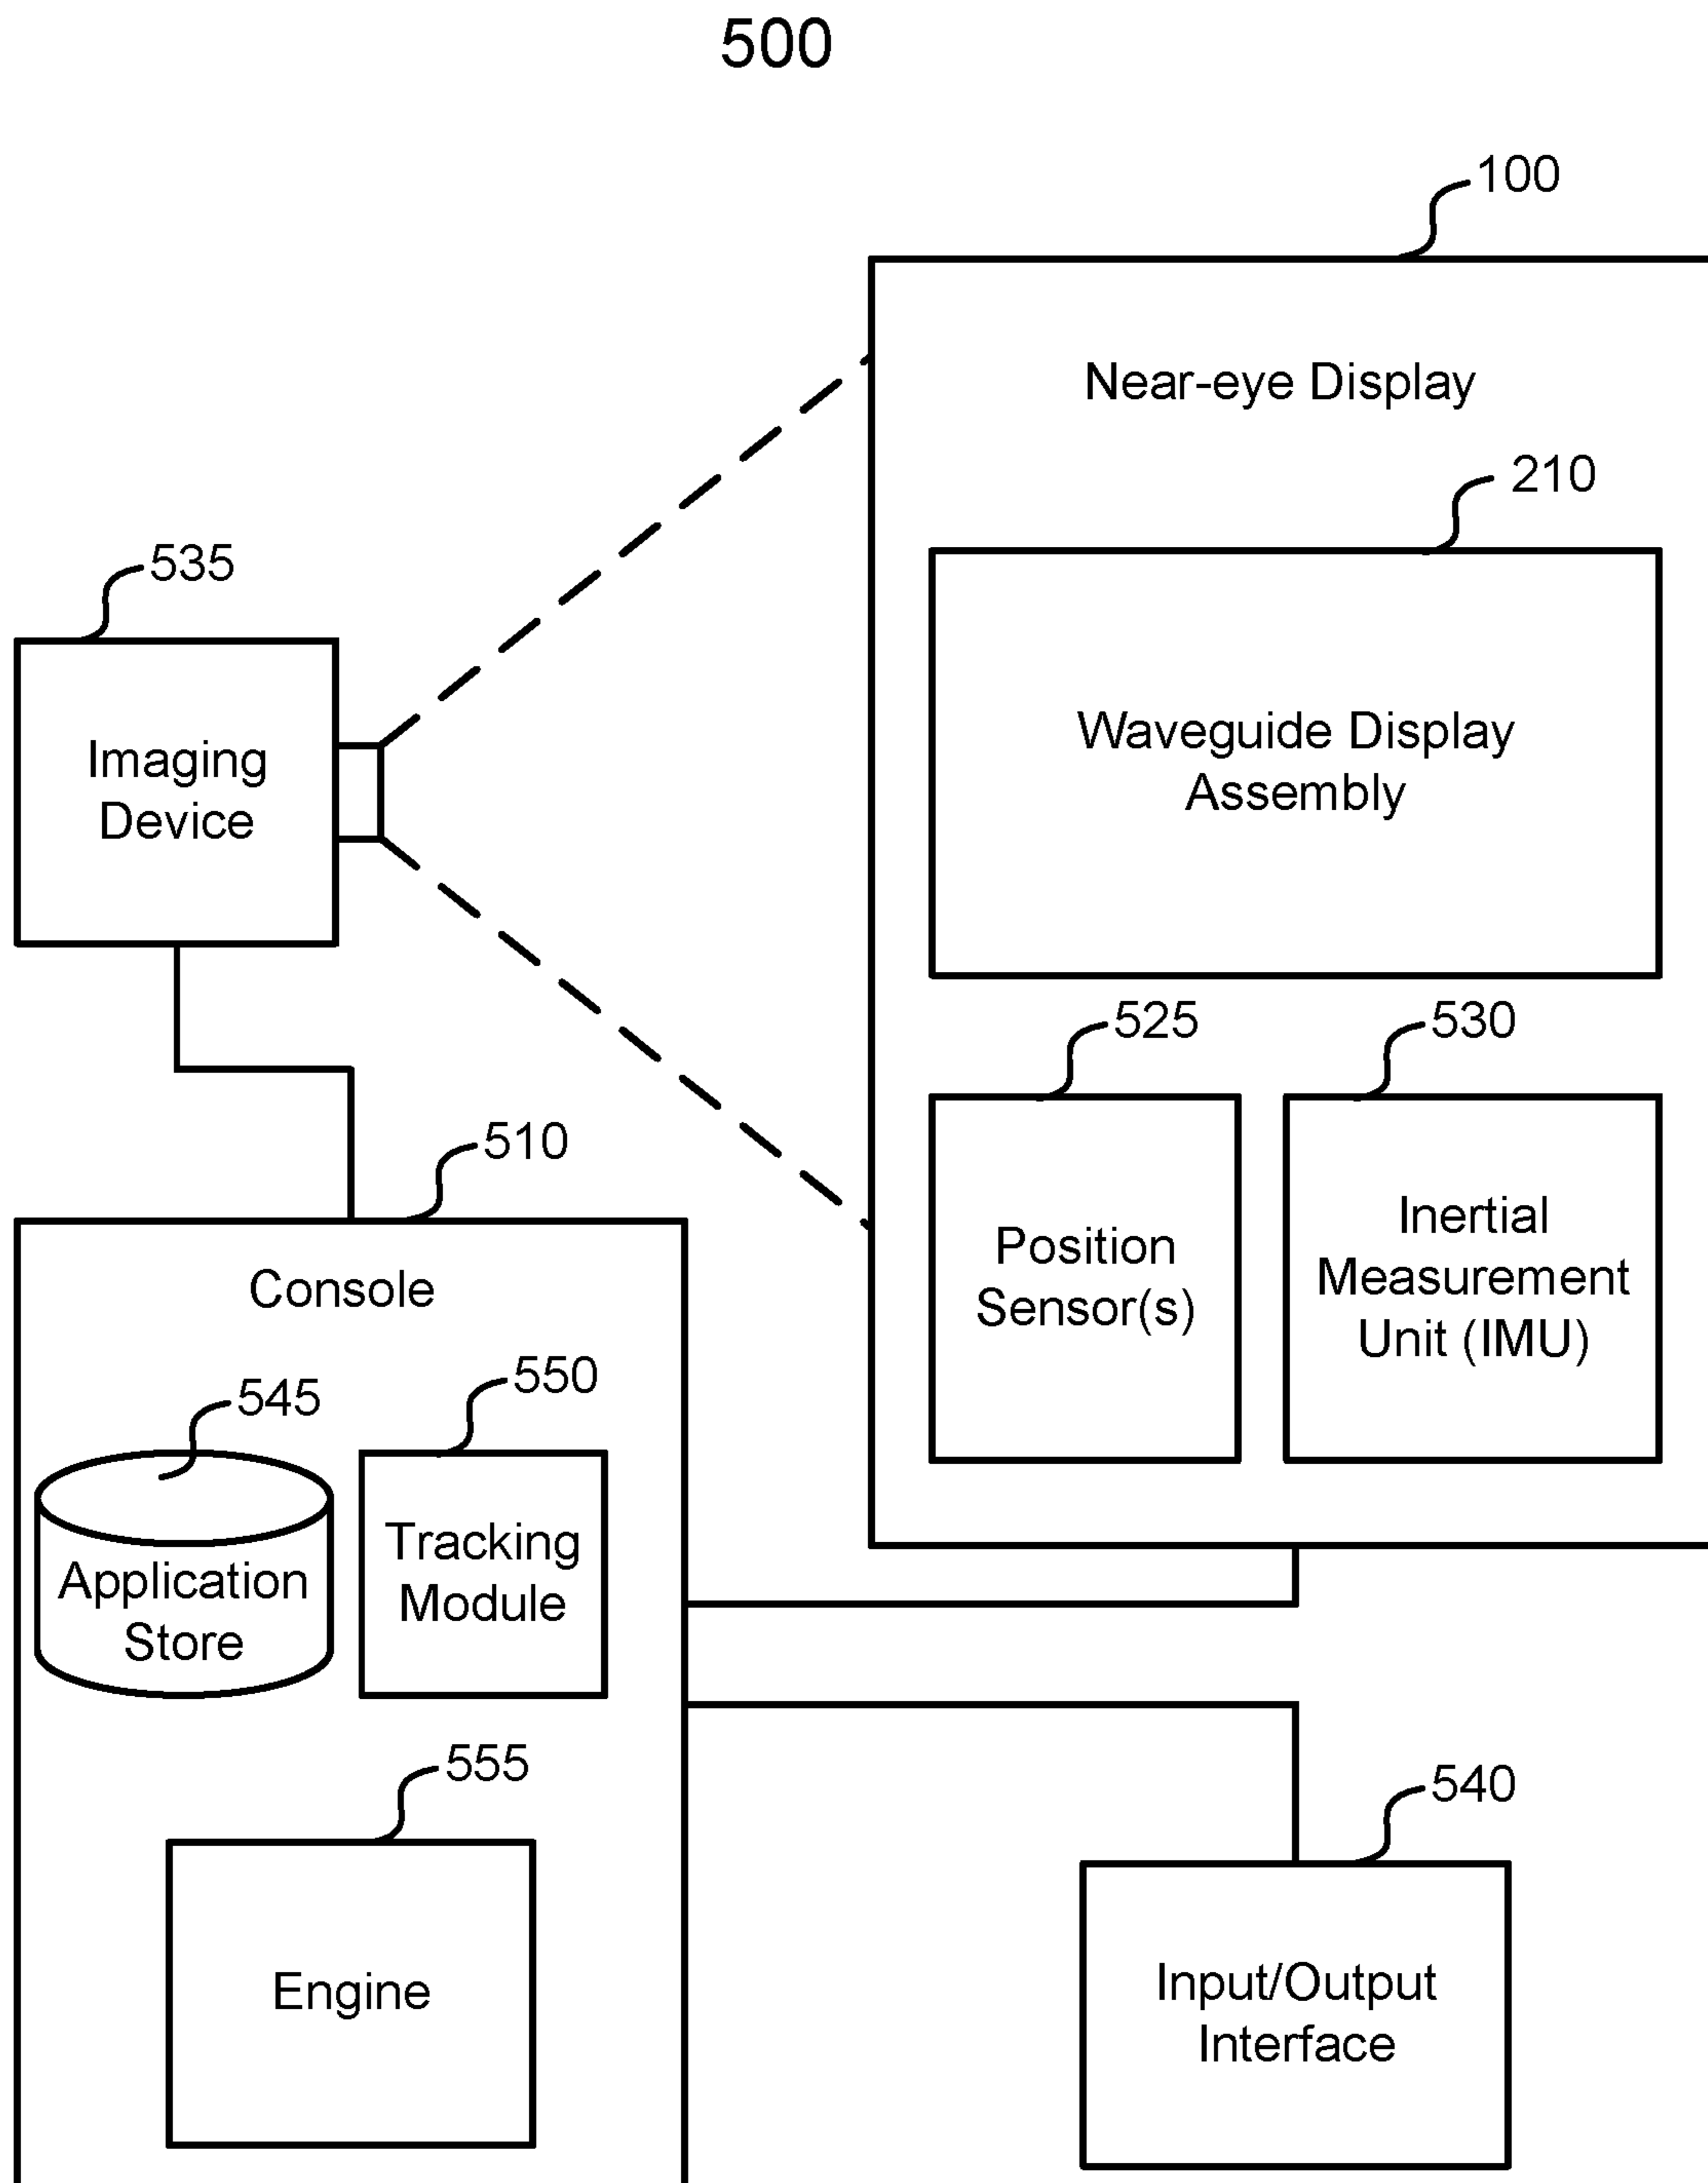 500
100
Near-eye Display
210
Waveguide Display
Assembly
535
Imaging
Device
525
530
Position
Sensor(s)
Inertial
Measurement
Unit (IMU)
510
Console
545
550
Application
Store
Tracking
Module
555
Engine
540
Input/Output
Interface